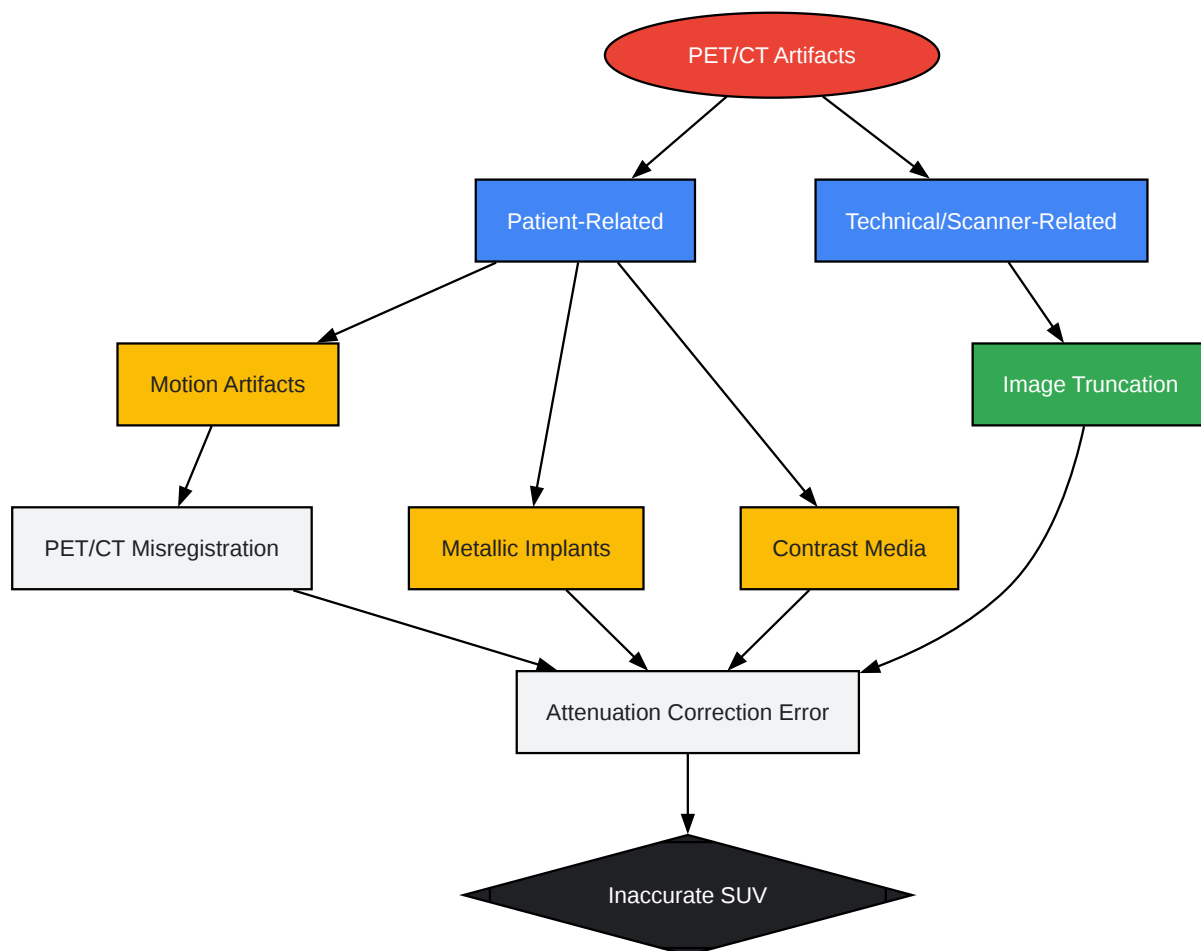 PET/CT Artifacts
Patient-Related
Technical/Scanner-Related
Motion Artifacts
Image Truncation
PET/CT Misregistration
Metallic Implants
Contrast Media
Attenuation Correction Error
Inaccurate SUV